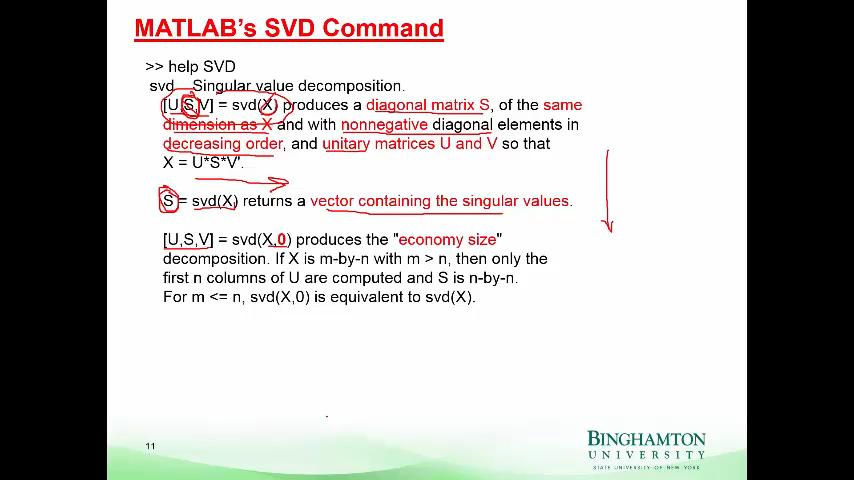 MATLAB's SVD Command
>> help SVD
svd Singular value decomposition.
[U,S,V] = svd(X) produces a diagonal matrix S, of the same
dimension as X and with nonnegative diagonal elements in
decreasing order, and unitary matrices U and V so that
X = U*S*V'.
S = svd(X) returns a vector containing the singular values.
[U,S,V] = svd(X,0) produces the "economy size"
decomposition. If X is m-by-n with m > n, then only the
first n columns of U are computed and S is n-by-n.
For m <= n, svd(X,0) is equivalent to svd(X).
11
BINGHAMTON
UNIVERSITY
STATE UNIVERSITY OF NEW YORK